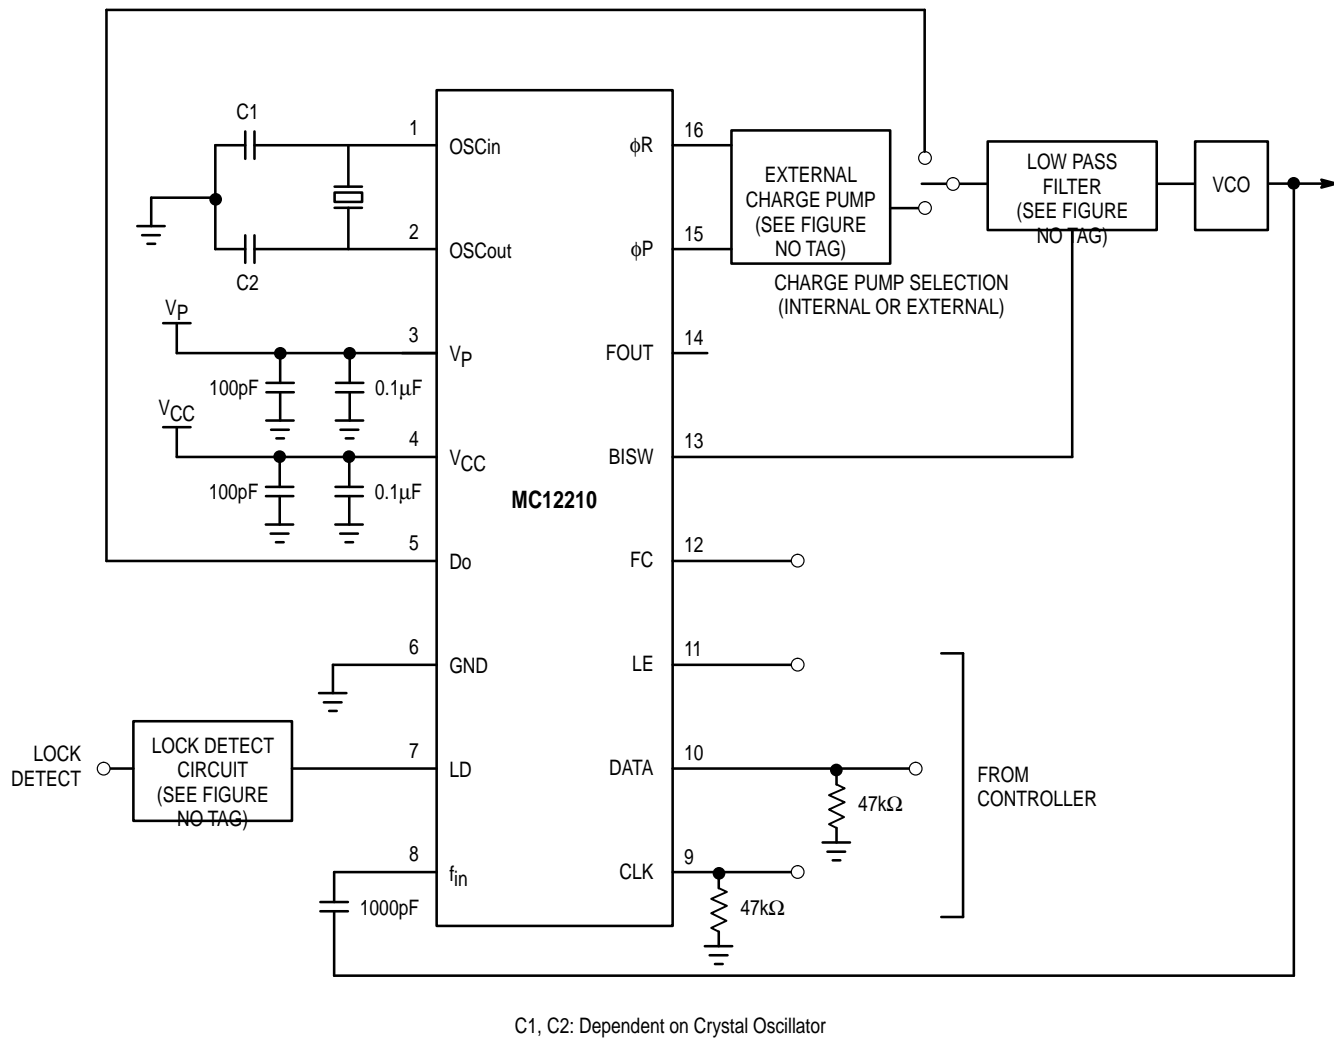 C1
1
OSCin
2
OSCout
C2
VP
3
VP
100pF
0.1μF
VCC
4
VCC
100pF
0.1μF
MC12210
5
Do
6
GND
LOCK
DETECT
LOCK DETECT
CIRCUIT
(SEE FIGURE
NO TAG)
7
LD
8
fin
1000pF
16
φR
15
φP
EXTERNAL
CHARGE PUMP
(SEE FIGURE
NO TAG)
CHARGE PUMP SELECTION
(INTERNAL OR EXTERNAL)
LOW PASS
FILTER
(SEE FIGURE
NO TAG)
VCO
14
FOUT
13
BISW
12
FC
11
LE
10
DATA
47kΩ
9
CLK
47kΩ
FROM
CONTROLLER
C1, C2: Dependent on Crystal Oscillator